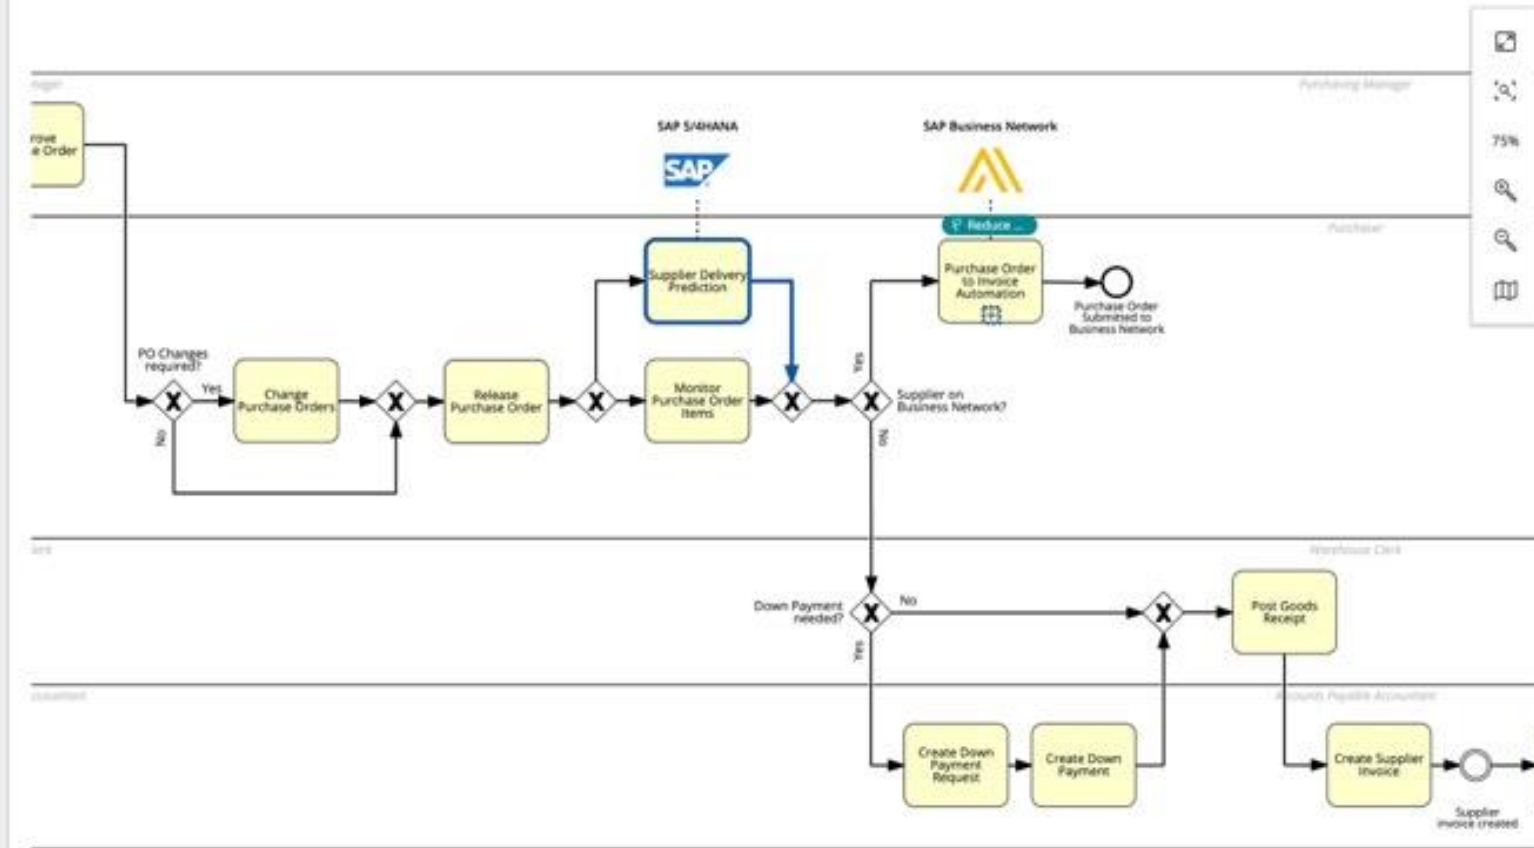 Purchasing Manager
rove
e Order
SAP S/4HANA
SAP
SAP Business Network
75%
Purchaser
Reduce ...
Supplier Delivery
Prediction
Purchase Order
to Invoice
Automation
Purchase Order
Submitted to
Business Network
PO Changes
required?
Yes
No
Change
Purchase Orders
Release
Purchase Order
Monitor
Purchase Order
Items
Yes
Supplier on
Business Network?
No
Warehouse Clerk
Down Payment
needed?
No
Yes
Post Goods
Receipt
Accounts Payable Accountant
Create Down
Payment
Request
Create Down
Payment
Create Supplier
Invoice
Supplier
invoice created